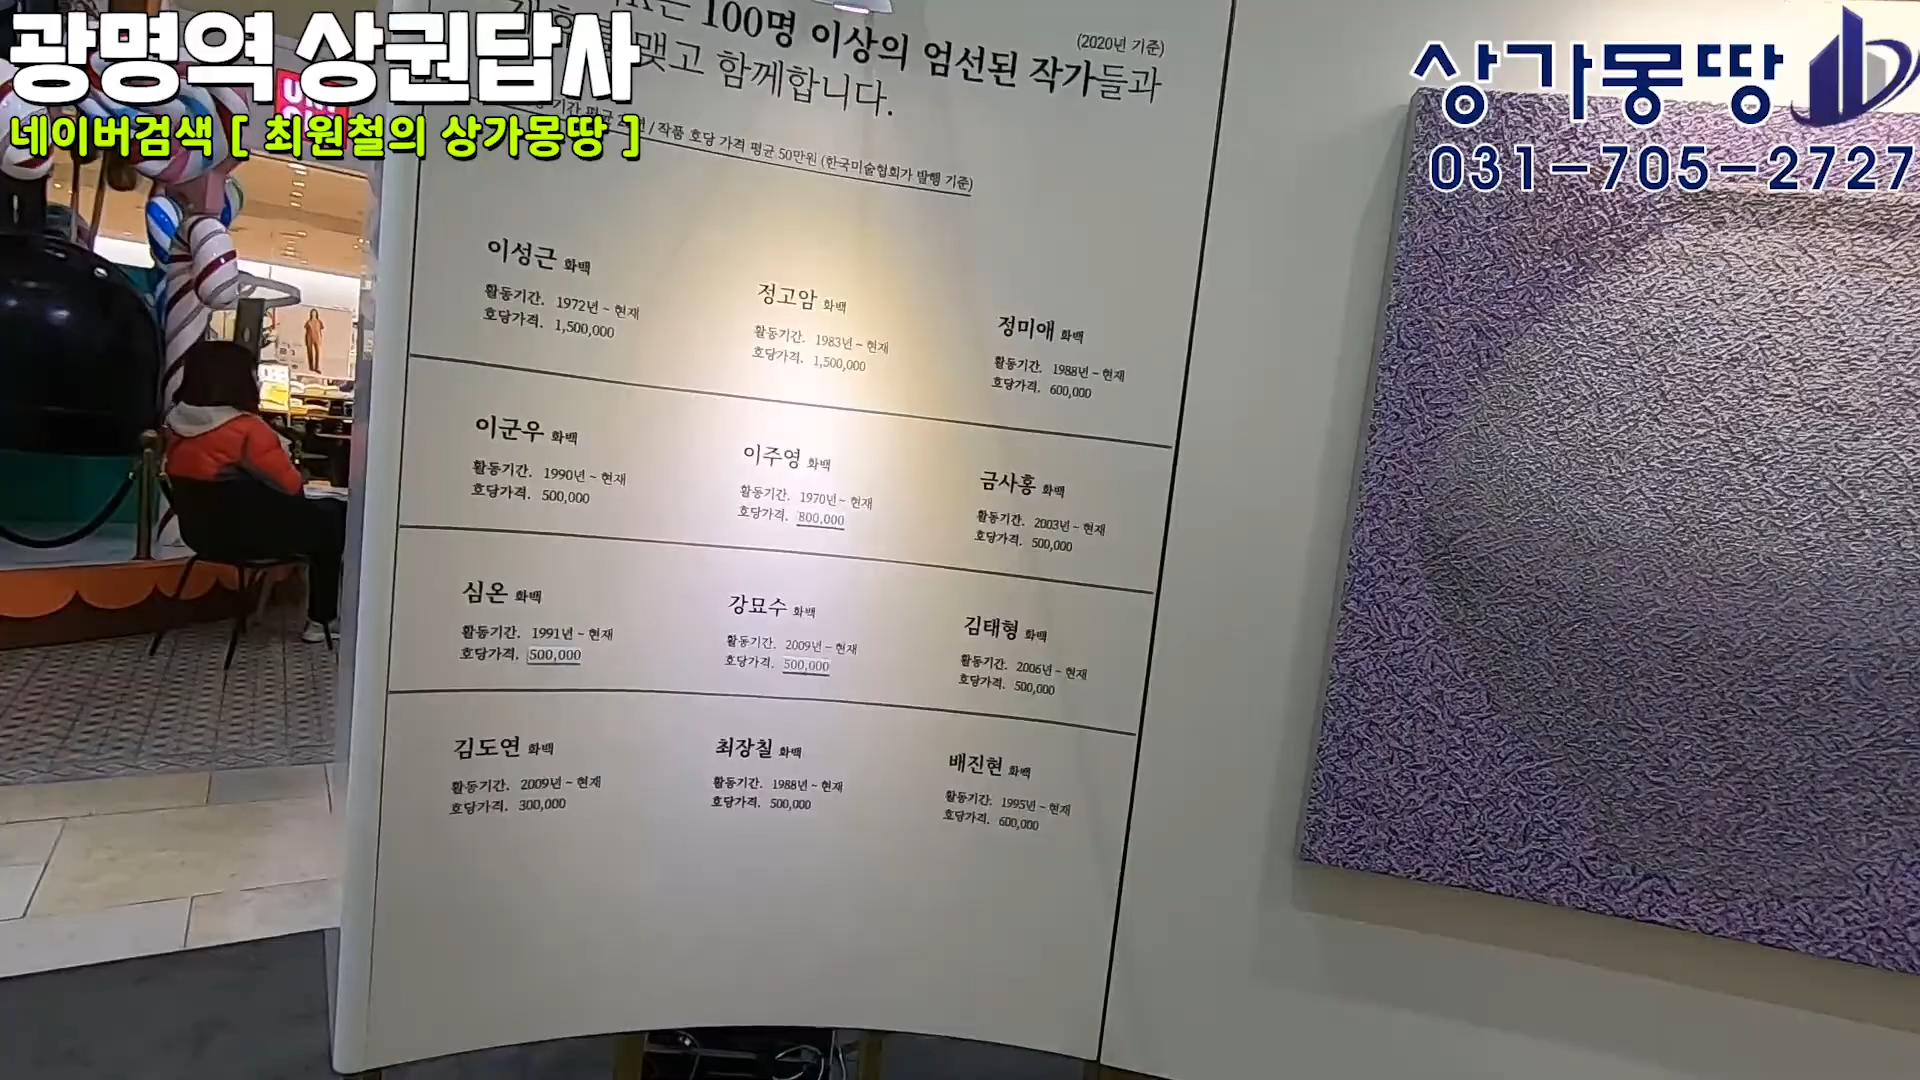 광명역 상권답사
네이버검색 [ 최원철의 상가몽땅 ]
상가몽땅
031-705-2727
100명 이상의 엄선된 작가들과
(2020년 기준)
맺고 함께합니다.
기간 평균 / 작품 호당 가격 평균 50만원 (한국미술협회가 발행 기준)
이성근 화백
활동기간. 1972년 ~ 현재
호당가격. 1,500,000
정고암 화백
활동기간. 1983년 ~ 현재
호당가격. 1,500,000
정미애 화백
활동기간. 1988년 ~ 현재
호당가격. 600,000
이군우 화백
활동기간. 1990년 ~ 현재
호당가격. 500,000
이주영 화백
활동기간. 1970년 ~ 현재
호당가격. 800,000
금사홍 화백
활동기간. 2003년 ~ 현재
호당가격. 500,000
심온 화백
활동기간. 1991년 ~ 현재
호당가격. 500,000
강묘수 화백
활동기간. 2009년 ~ 현재
호당가격. 500,000
김태형 화백
활동기간. 2006년 ~ 현재
호당가격. 500,000
김도연 화백
활동기간. 2009년 ~ 현재
호당가격. 300,000
최장칠 화백
활동기간. 1988년 ~ 현재
호당가격. 500,000
배진현 화백
활동기간. 1995년 ~ 현재
호당가격. 600,000